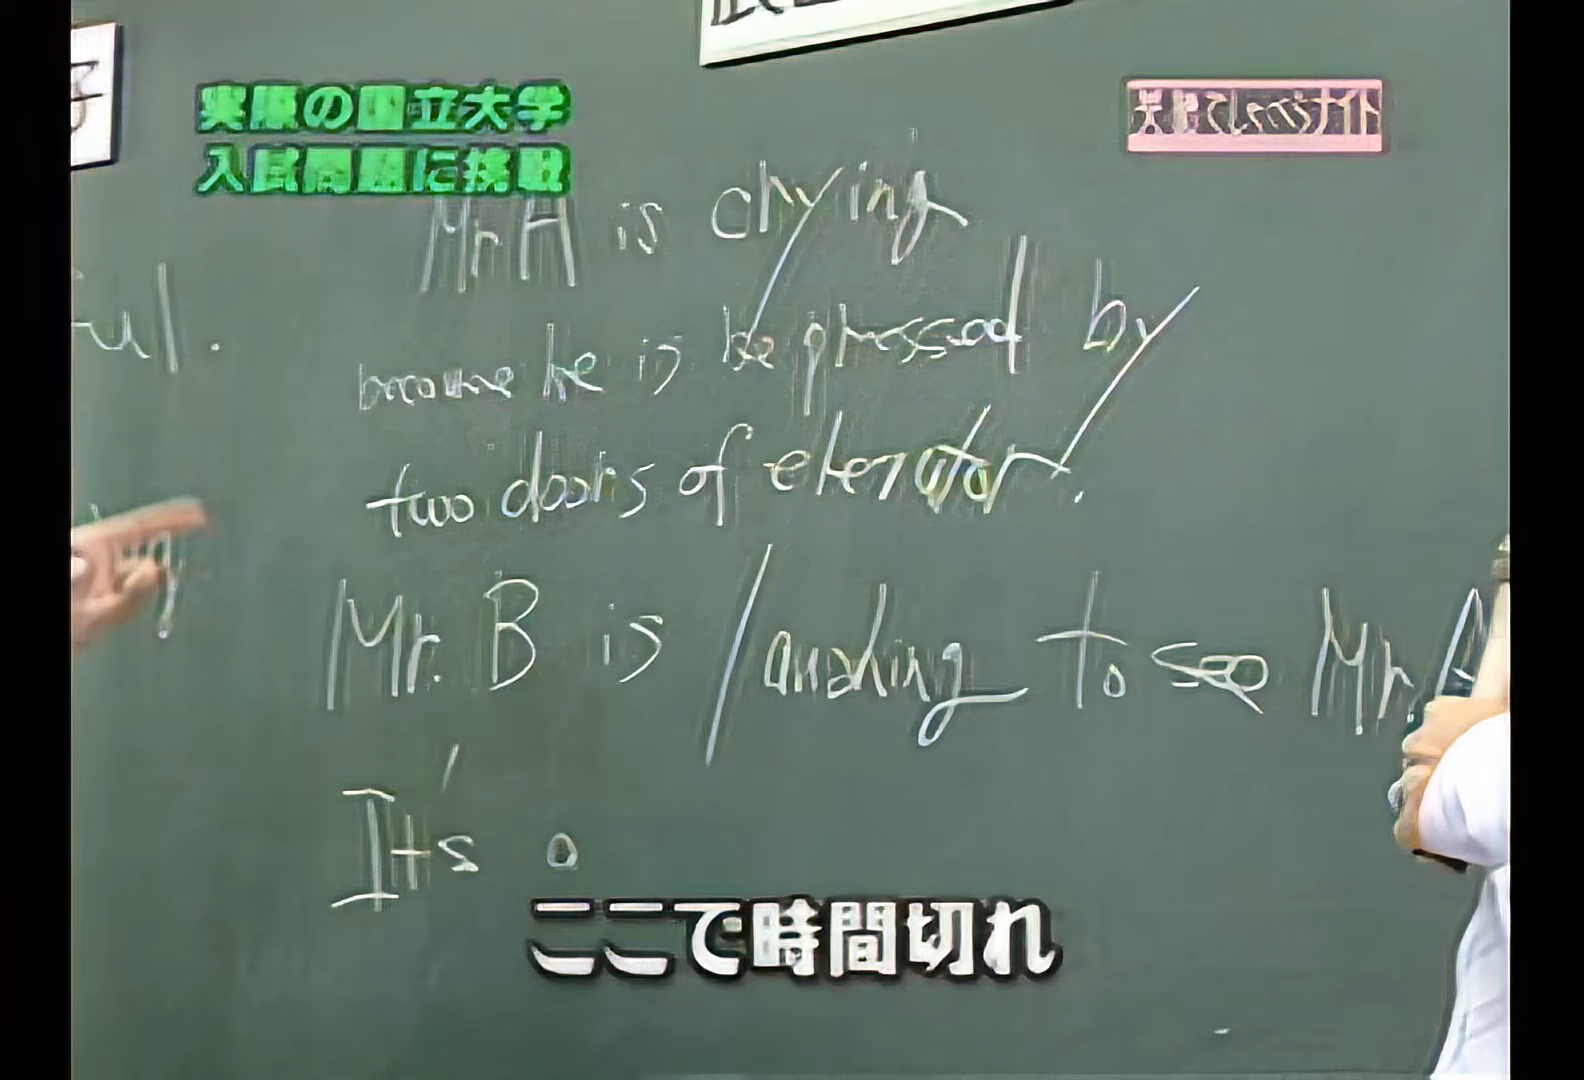 実際の国立大学
入試問題に挑戦
Mr A is crying
ul.
because he is be pressed by
two doors of elevator.
Mr. B is laughing to see Mr. A
It's a
ここで時間切れ